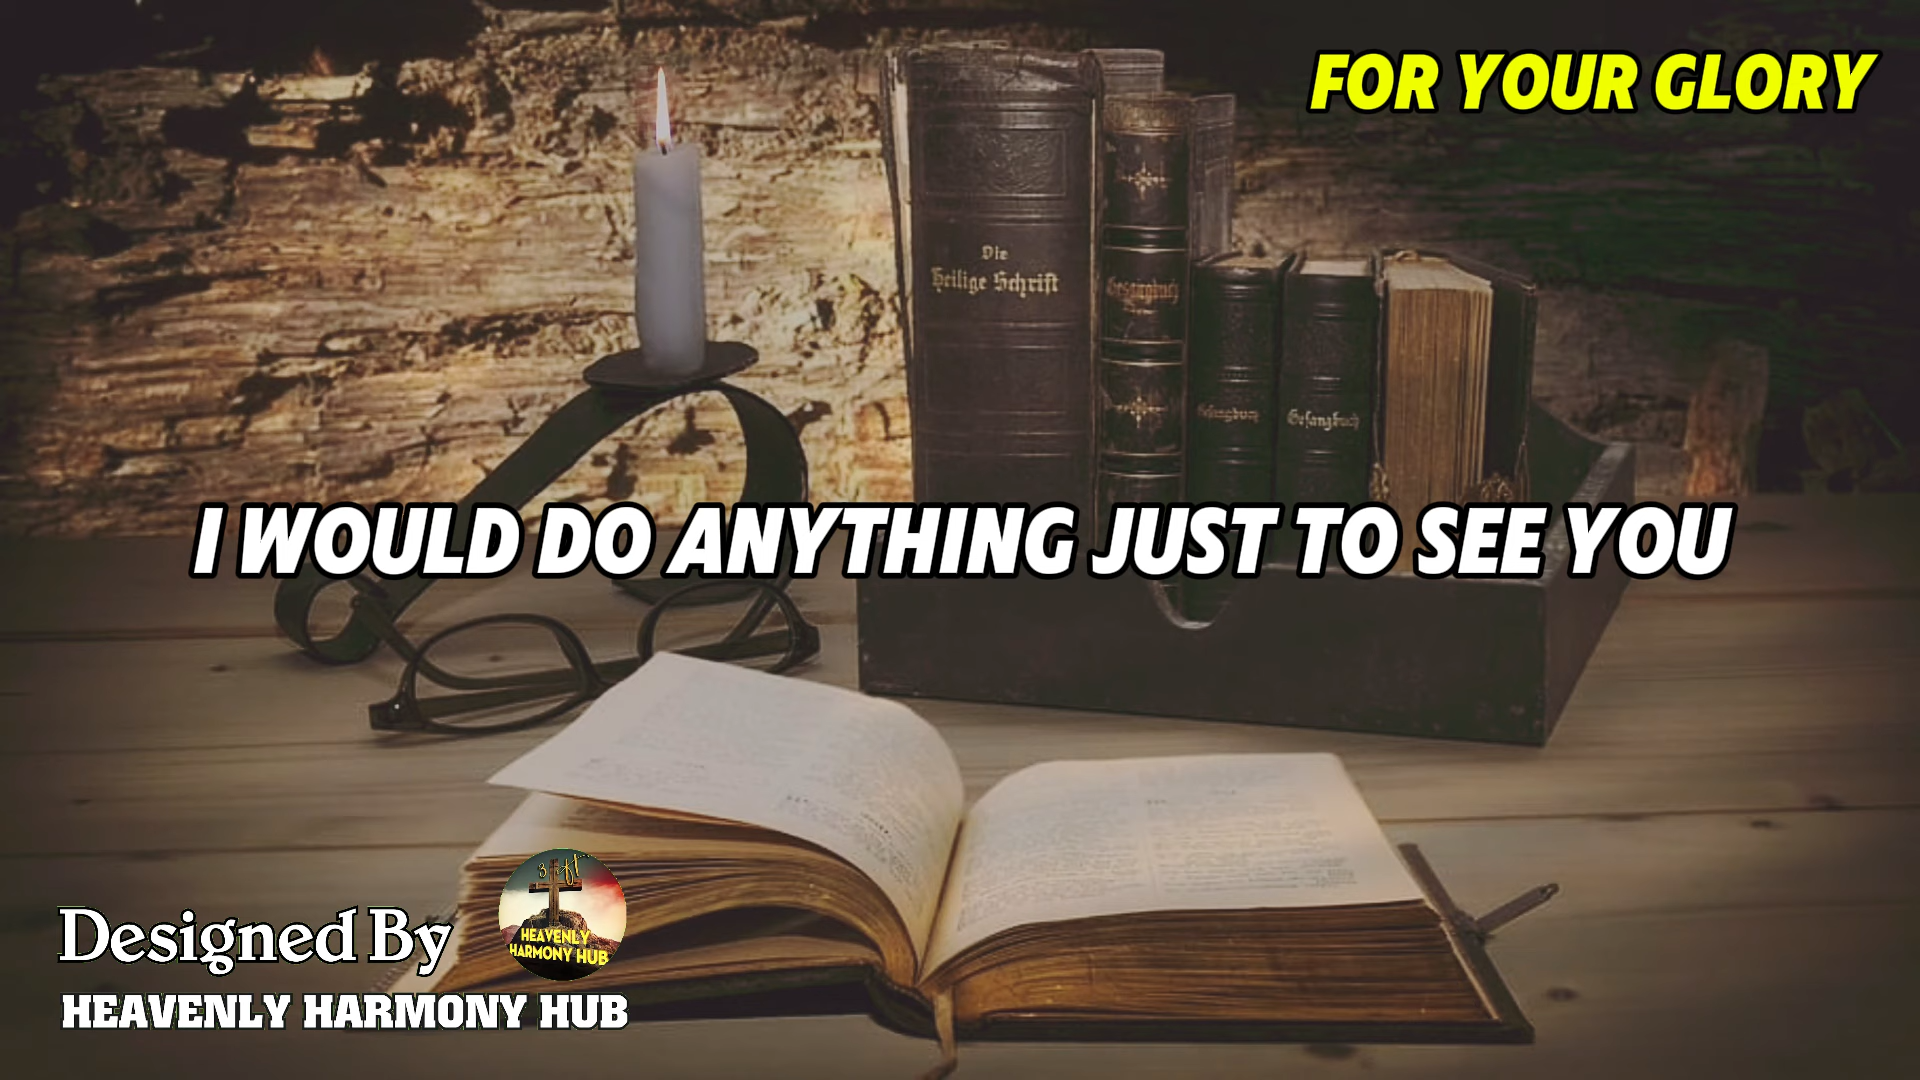 FOR YOUR GLORY
Die
Heilige Schrift
Gesangbuch
Gesangbuch
Gesangbuch
I WOULD DO ANYTHING JUST TO SEE YOU
Designed By
HEAVENLY
HARMONY HUB
HEAVENLY HARMONY HUB